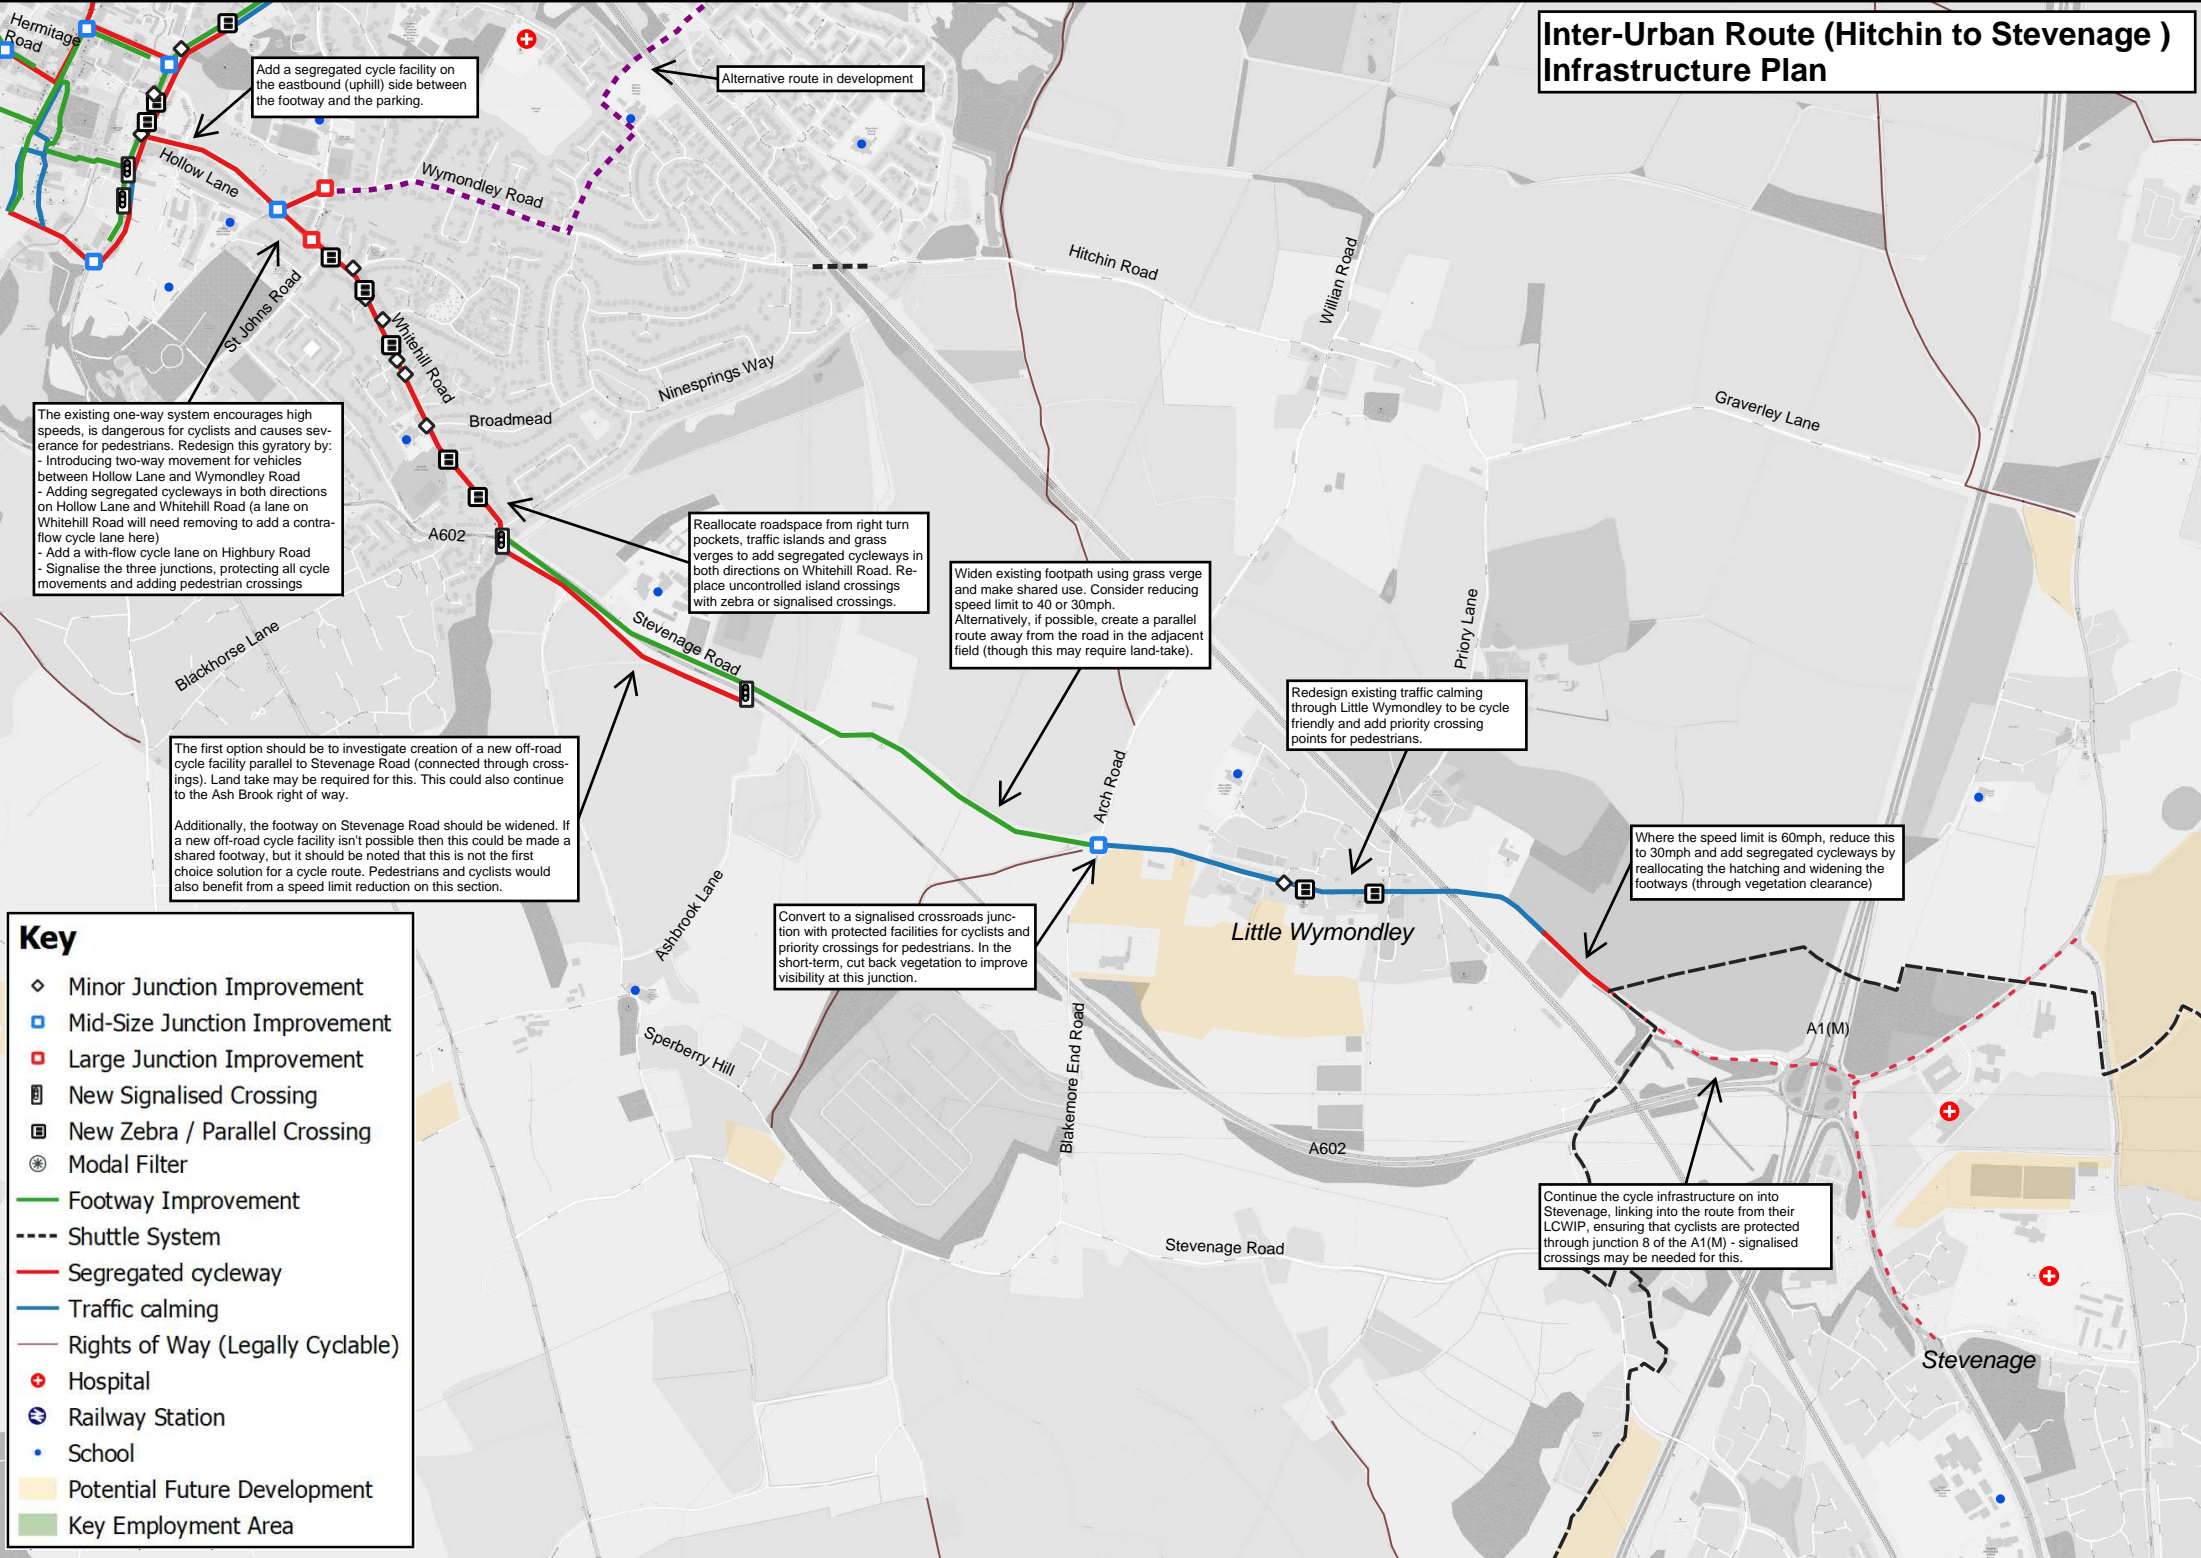 Inter-Urban Route (Hitchin to Stevenage )
Infrastructure Plan
Hermitage
Road
Add a segregated cycle facility on
the eastbound (uphill) side between
the footway and the parking.
Alternative route in development
Hollow Lane
Wymondley Road
Hitchin Road
Willian Road
St Johns Road
Whitehill Road
Ninesprings Way
Broadmead
Graverley Lane
The existing one-way system encourages high
speeds, is dangerous for cyclists and causes sev-
erance for pedestrians. Redesign this gyratory by:
- Introducing two-way movement for vehicles
between Hollow Lane and Wymondley Road
- Adding segregated cycleways in both directions
on Hollow Lane and Whitehill Road (a lane on
Whitehill Road will need removing to add a contra-
flow cycle lane here)
- Add a with-flow cycle lane on Highbury Road
- Signalise the three junctions, protecting all cycle
movements and adding pedestrian crossings
A602
Reallocate roadspace from right turn
pockets, traffic islands and grass
verges to add segregated cycleways in
both directions on Whitehill Road. Re-
place uncontrolled island crossings
with zebra or signalised crossings.
Widen existing footpath using grass verge
and make shared use. Consider reducing
speed limit to 40 or 30mph.
Alternatively, if possible, create a parallel
route away from the road in the adjacent
field (though this may require land-take).
Blackhorse Lane
Stevenage Road
Priory Lane
Redesign existing traffic calming
through Little Wymondley to be cycle
friendly and add priority crossing
points for pedestrians.
The first option should be to investigate creation of a new off-road
cycle facility parallel to Stevenage Road (connected through cross-
ings). Land take may be required for this. This could also continue
to the Ash Brook right of way.
Additionally, the footway on Stevenage Road should be widened. If
a new off-road cycle facility isn't possible then this could be made a
shared footway, but it should be noted that this is not the first
choice solution for a cycle route. Pedestrians and cyclists would
also benefit from a speed limit reduction on this section.
Arch Road
Where the speed limit is 60mph, reduce this
to 30mph and add segregated cycleways by
reallocating the hatching and widening the
footways (through vegetation clearance)
Ashbrook Lane
Convert to a signalised crossroads junc-
tion with protected facilities for cyclists and
priority crossings for pedestrians. In the
short-term, cut back vegetation to improve
visibility at this junction.
Little Wymondley
Sperberry Hill
Blakemore End Road
A1(M)
A602
Continue the cycle infrastructure on into
Stevenage, linking into the route from their
LCWIP, ensuring that cyclists are protected
through junction 8 of the A1(M) - signalised
crossings may be needed for this.
Stevenage Road
Stevenage
Key
Minor Junction Improvement
Mid-Size Junction Improvement
Large Junction Improvement
New Signalised Crossing
New Zebra / Parallel Crossing
Modal Filter
Footway Improvement
Shuttle System
Segregated cycleway
Traffic calming
Rights of Way (Legally Cyclable)
Hospital
Railway Station
School
Potential Future Development
Key Employment Area